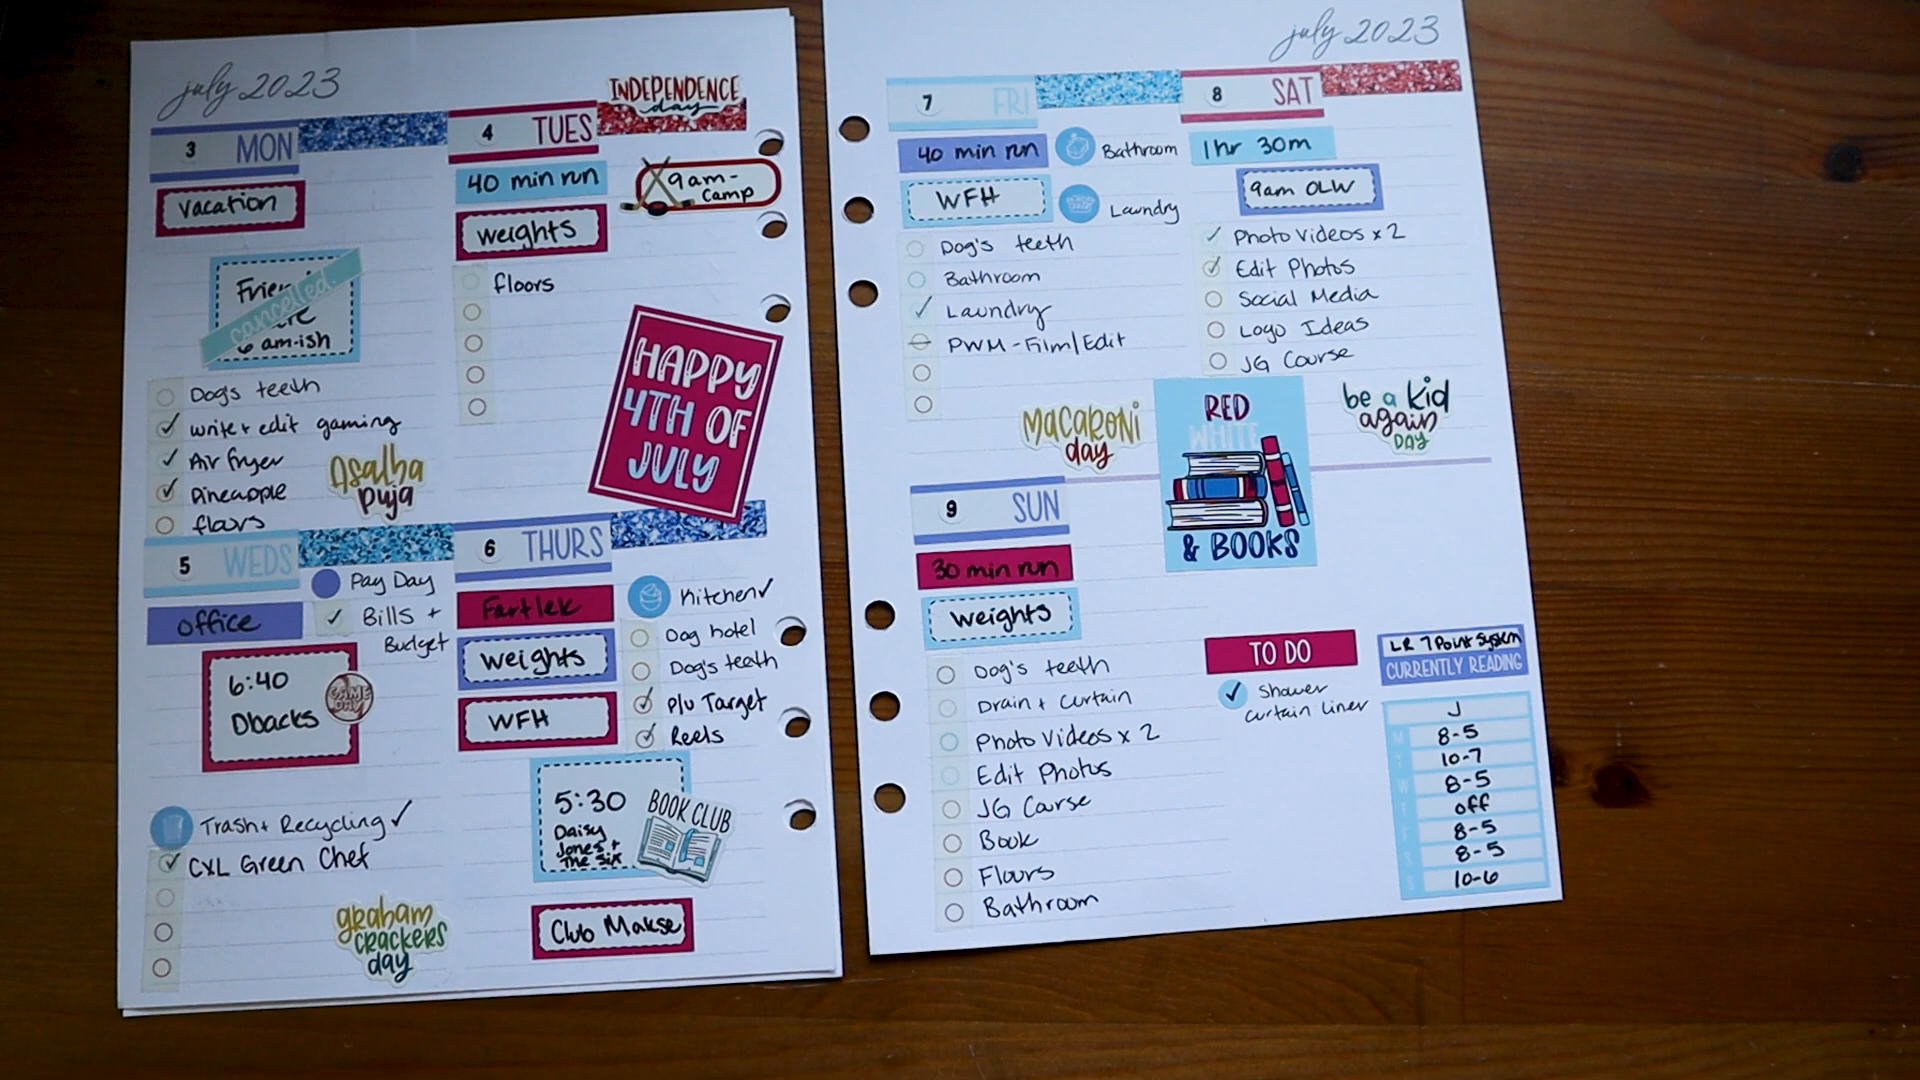 july 2023
3 MON
vacation
cancelled.
6 am-ish
Dog's teeth
write + edit gaming
Air fryer
Pineapple
floors
Asalha
Puja
INDEPENDENCE
day
4 TUES
40 min run
9am-
Camp
weights
floors
HAPPY
4TH OF
JULY
5 WEDS
Pay Day
office
Bills +
Budget
6:40
Dbacks
GAME
DAY
Trash + Recycling
CXL Green Chef
graham
crackers
day
6 THURS
Fartlek
Kitchen
weights
Dog hotel
Dog's teeth
WFH
P/U Target
Reels
5:30
Daisy
Jones +
The Six
BOOK CLUB
Club Makse
july 2023
7 FRI
40 min run
Bathroom
WFH
Laundry
Dog's teeth
Bathroom
Laundry
PWM - Film/Edit
MACARONI
day
8 SAT
1hr 30m
9am OLW
Photo Videos x 2
Edit Photos
Social Media
Logo Ideas
JG Course
RED
WHITE
& BOOKS
be a kid
again
DAY
9 SUN
30 min run
weights
Dog's teeth
Drain + Curtain
Photo Videos x 2
Edit Photos
JG Course
Book
Floors
Bathroom
TO DO
Shower
curtain liner
LR 7 Point System
CURRENTLY READING
J
M 8-5
T 10-7
W 8-5
T off
F 8-5
S 8-5
S 10-6